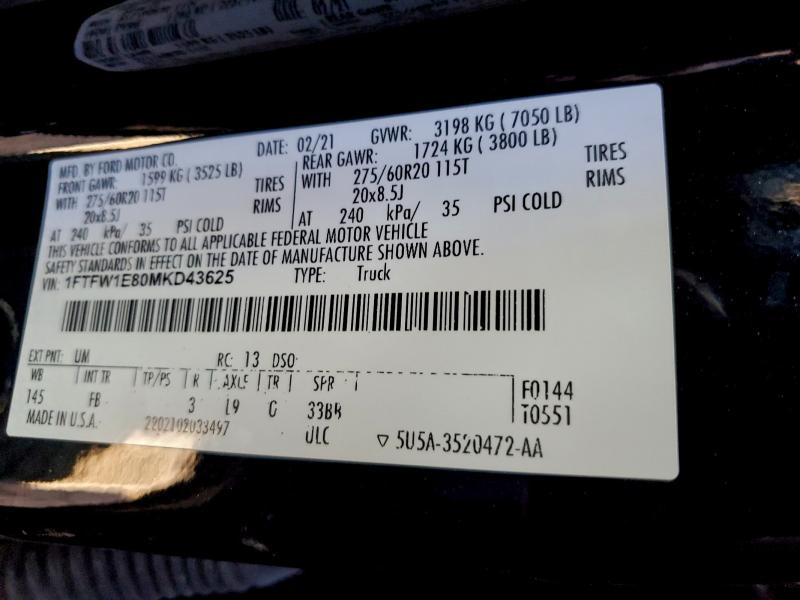 MFD. BY FORD MOTOR CO. DATE: 02/21 GVWR: 3198 KG ( 7050 LB)
FRONT GAWR: 1599 KG ( 3525 LB) REAR GAWR: 1724 KG ( 3800 LB)
WITH 275/60R20 115T TIRES WITH 275/60R20 115T TIRES
20x8.5J RIMS 20x8.5J RIMS
AT 240 kPa/ 35 PSI COLD AT 240 kPa/ 35 PSI COLD
THIS VEHICLE CONFORMS TO ALL APPLICABLE FEDERAL MOTOR VEHICLE
SAFETY STANDARDS IN EFFECT ON THE DATE OF MANUFACTURE SHOWN ABOVE.
VIN: 1FTFW1E80MKD43625 TYPE: Truck
EXT PNT: UM RC: 13 DSO:
WB INT TR TP/PS R AXLE TR SPR F0144
145 FB 3 L9 G 33BR T0551
MADE IN U.S.A. 2202102033497 ULC 5U5A-3520472-AA